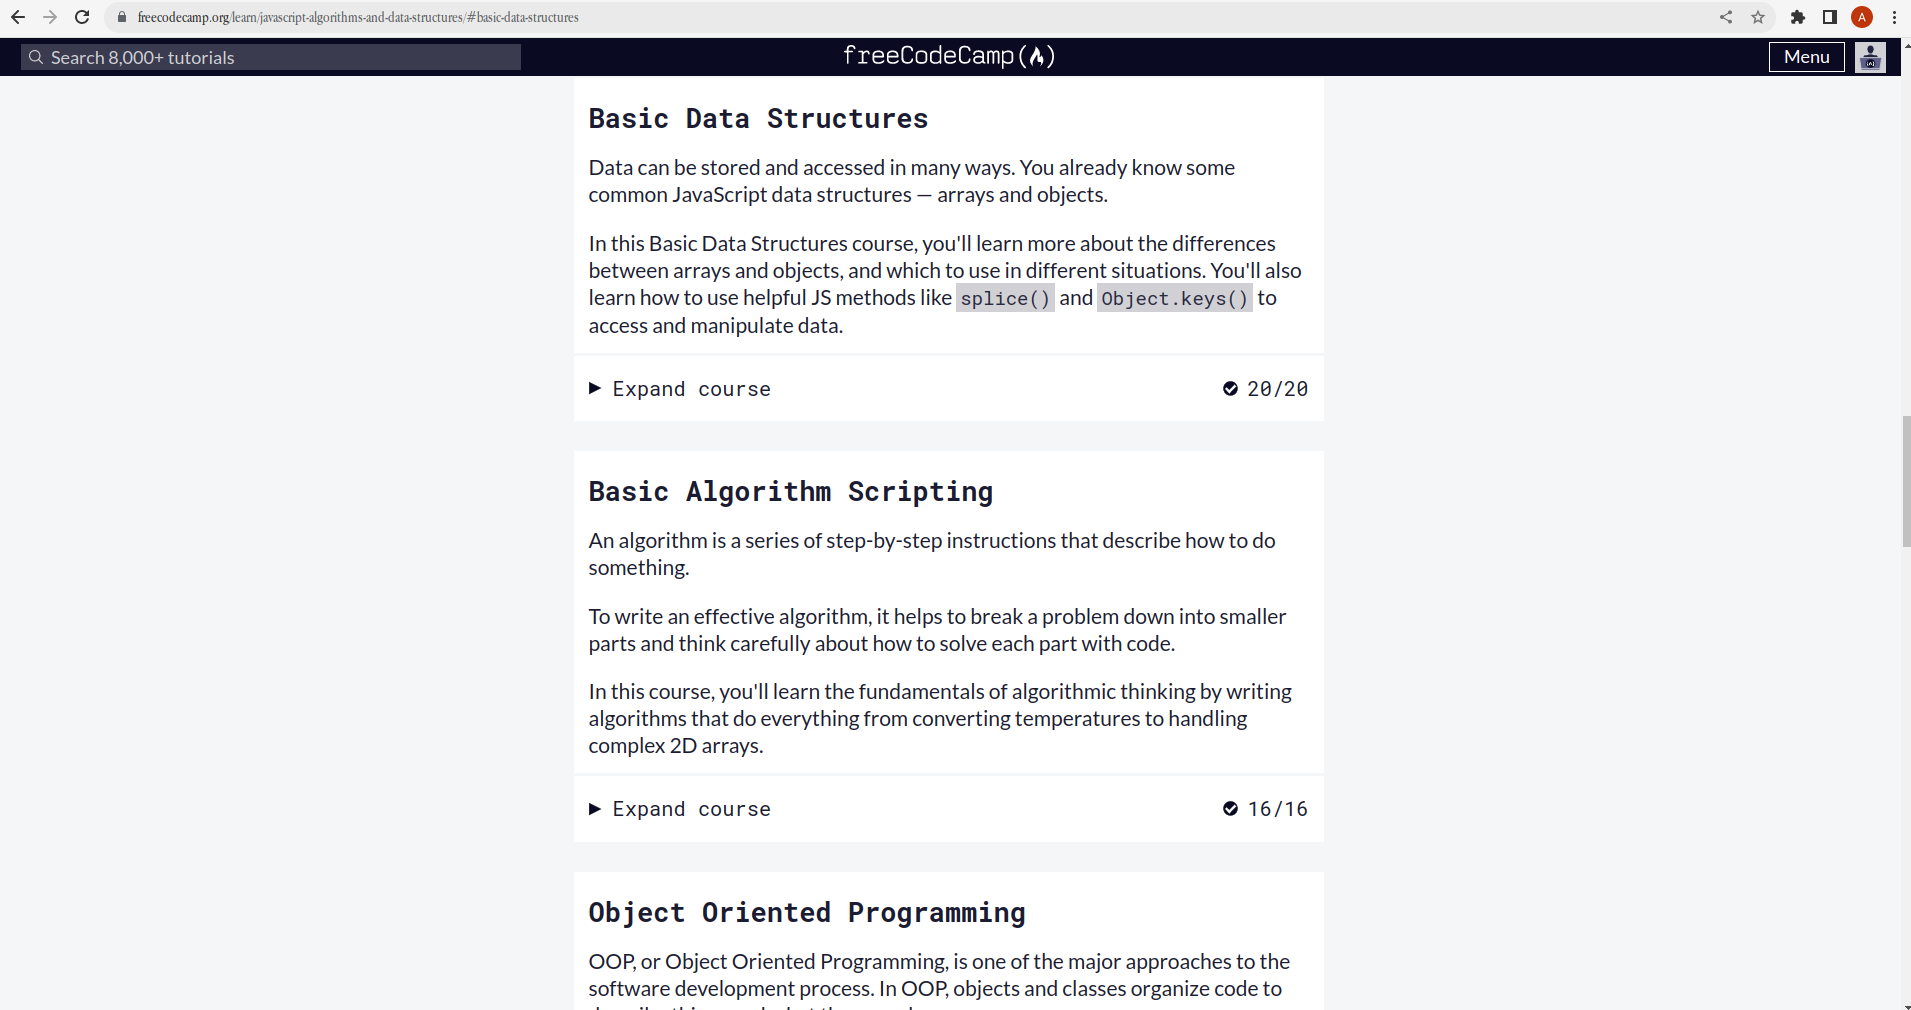 freecodecamp.org/learn/javascript-algorithms-and-data-structures/#basic-data-structures
A
Search 8,000+ tutorials
freeCodeCamp
Menu
Basic Data Structures
Data can be stored and accessed in many ways. You already know some
common JavaScript data structures — arrays and objects.
In this Basic Data Structures course, you'll learn more about the differences
between arrays and objects, and which to use in different situations. You'll also
learn how to use helpful JS methods like splice() and Object.keys() to
access and manipulate data.
Expand course 20/20
Basic Algorithm Scripting
An algorithm is a series of step-by-step instructions that describe how to do
something.
To write an effective algorithm, it helps to break a problem down into smaller
parts and think carefully about how to solve each part with code.
In this course, you'll learn the fundamentals of algorithmic thinking by writing
algorithms that do everything from converting temperatures to handling
complex 2D arrays.
Expand course 16/16
Object Oriented Programming
OOP, or Object Oriented Programming, is one of the major approaches to the
software development process. In OOP, objects and classes organize code to